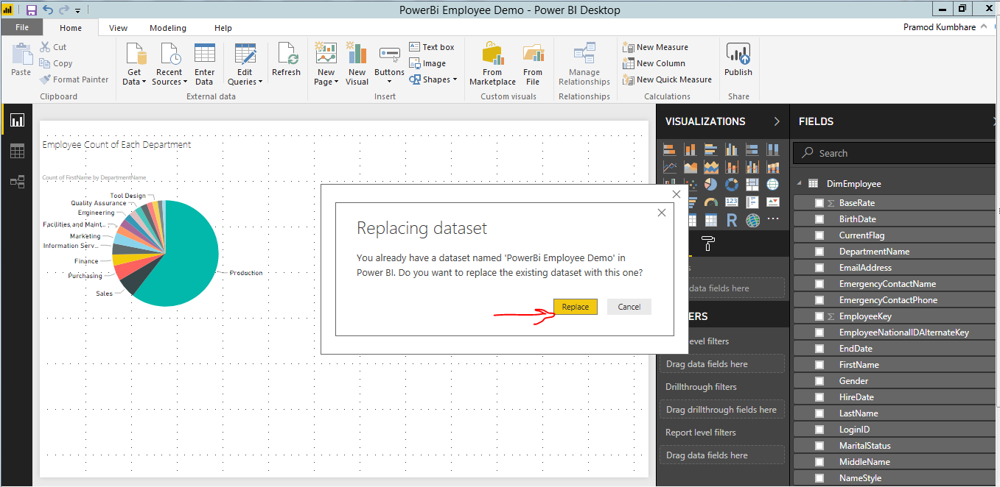 PowerBi Employee Demo - Power BI Desktop
File
Home
View
Modeling
Help
Pramod Kumbhare
Paste
Cut
Copy
Format Painter
Clipboard
Get
Data
Recent
Sources
Enter
Data
Edit
Queries
Refresh
External data
New
Page
New
Visual
Buttons
Text box
Image
Shapes
Insert
From
Marketplace
From
File
Custom visuals
Manage
Relationships
Relationships
New Measure
New Column
New Quick Measure
Calculations
Publish
Share
Employee Count of Each Department
Count of FirstName by DepartmentName
Tool Design
Quality Assurance
Engineering
Facilities and Maint...
Marketing
Information Serv...
Finance
Purchasing
Sales
Production
Replacing dataset
You already have a dataset named 'PowerBi Employee Demo' in
Power BI. Do you want to replace the existing dataset with this one?
Replace
Cancel
VISUALIZATIONS
123
R
s
data fields here
ERS
evel filters
Drag data fields here
Drillthrough filters
Drag drillthrough fields here
Report level filters
Drag data fields here
FIELDS
Search
DimEmployee
Σ BaseRate
BirthDate
CurrentFlag
DepartmentName
EmailAddress
EmergencyContactName
EmergencyContactPhone
Σ EmployeeKey
EmployeeNationalIDAlternateKey
EndDate
FirstName
Gender
HireDate
LastName
LoginID
MaritalStatus
MiddleName
NameStyle